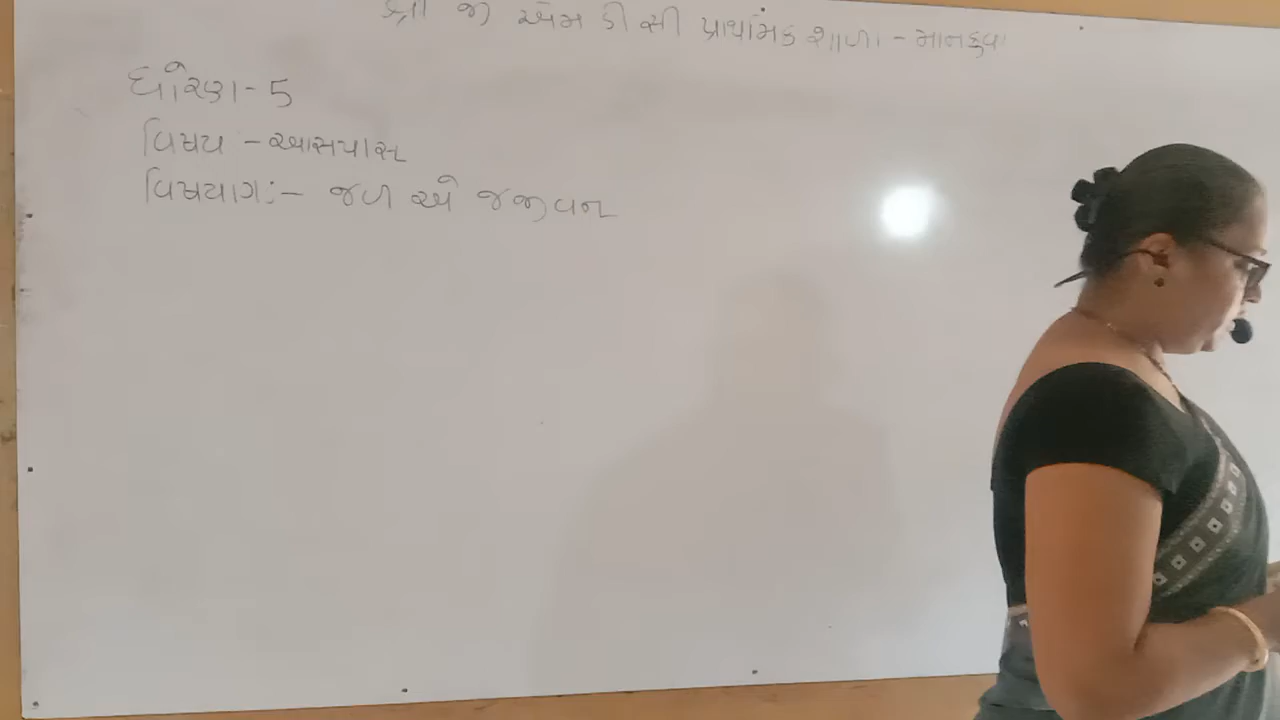 શ્રી જી એમ ડી સી પ્રાથમિક શાળા - માનકુવા
ધોરણ - 5
વિષય - આસપાસ
વિષયાગ:- જળ એ જ જીવન